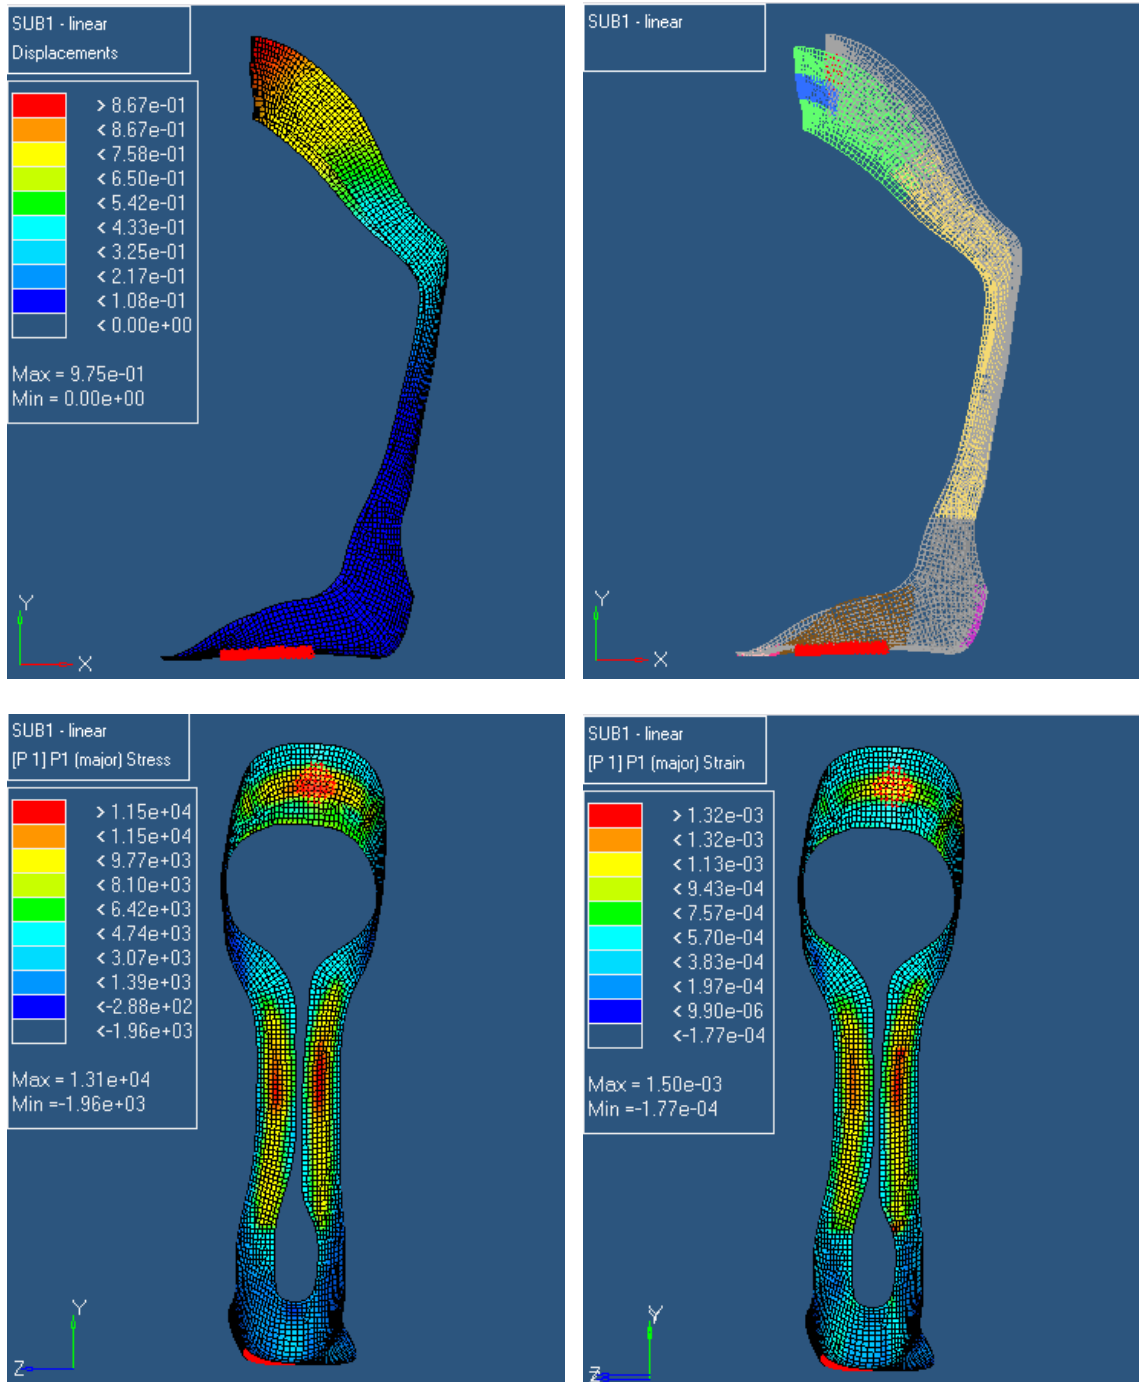 SUB1 - linear
Displacements
> 8.67e-01
< 8.67e-01
< 7.58e-01
< 6.50e-01
< 5.42e-01
< 4.33e-01
< 3.25e-01
< 2.17e-01
< 1.08e-01
< 0.00e+00
Max = 9.75e-01
Min = 0.00e+00
Y
X
SUB1 - linear
Y
X
SUB1 - linear
[P 1] P1 (major) Stress
> 1.15e+04
< 1.15e+04
< 9.77e+03
< 8.10e+03
< 6.42e+03
< 4.74e+03
< 3.07e+03
< 1.39e+03
<-2.88e+02
<-1.96e+03
Max = 1.31e+04
Min =-1.96e+03
Y
Z
SUB1 - linear
[P 1] P1 (major) Strain
> 1.32e-03
< 1.32e-03
< 1.13e-03
< 9.43e-04
< 7.57e-04
< 5.70e-04
< 3.83e-04
< 1.97e-04
< 9.90e-06
<-1.77e-04
Max = 1.50e-03
Min =-1.77e-04
Y
Z